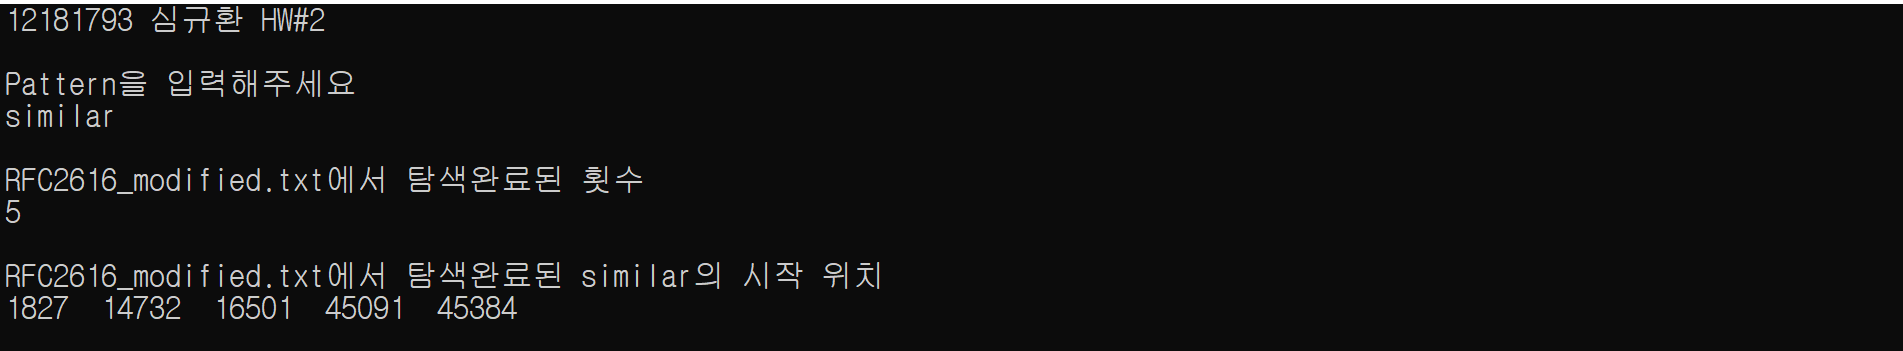 12181793 심규환 HW#2
Pattern을 입력해주세요
similar
RFC2616_modified.txt에서 탐색완료된 횟수
5
RFC2616_modified.txt에서 탐색완료된 similar의 시작 위치
1827  14732  16501  45091  45384